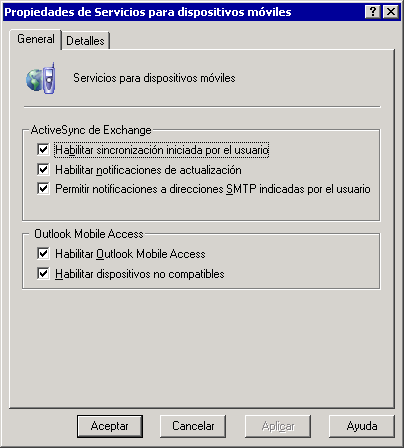 Propiedades de Servicios para dispositivos móviles
General
Detalles
Servicios para dispositivos móviles
ActiveSync de Exchange
Habilitar sincronización iniciada por el usuario
Habilitar notificaciones de actualización
Permitir notificaciones a direcciones SMTP indicadas por el usuario
Outlook Mobile Access
Habilitar Outlook Mobile Access
Habilitar dispositivos no compatibles
Aceptar
Cancelar
Aplicar
Ayuda